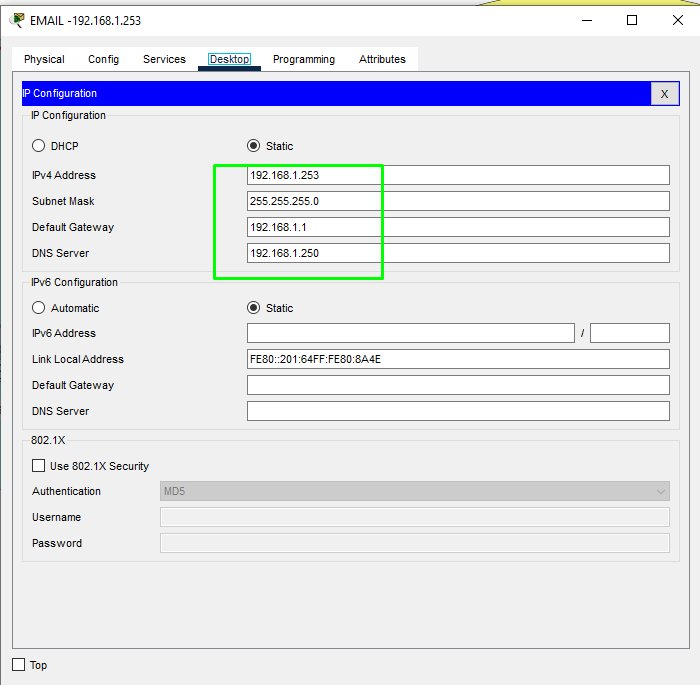 EMAIL -192.168.1.253
Physical Config Services Desktop Programming Attributes
IP Configuration X
IP Configuration
DHCP Static
IPv4 Address 192.168.1.253
Subnet Mask 255.255.255.0
Default Gateway 192.168.1.1
DNS Server 192.168.1.250
IPv6 Configuration
Automatic Static
IPv6 Address /
Link Local Address FE80::201:64FF:FE80:8A4E
Default Gateway
DNS Server
802.1X
Use 802.1X Security
Authentication MD5
Username
Password
Top